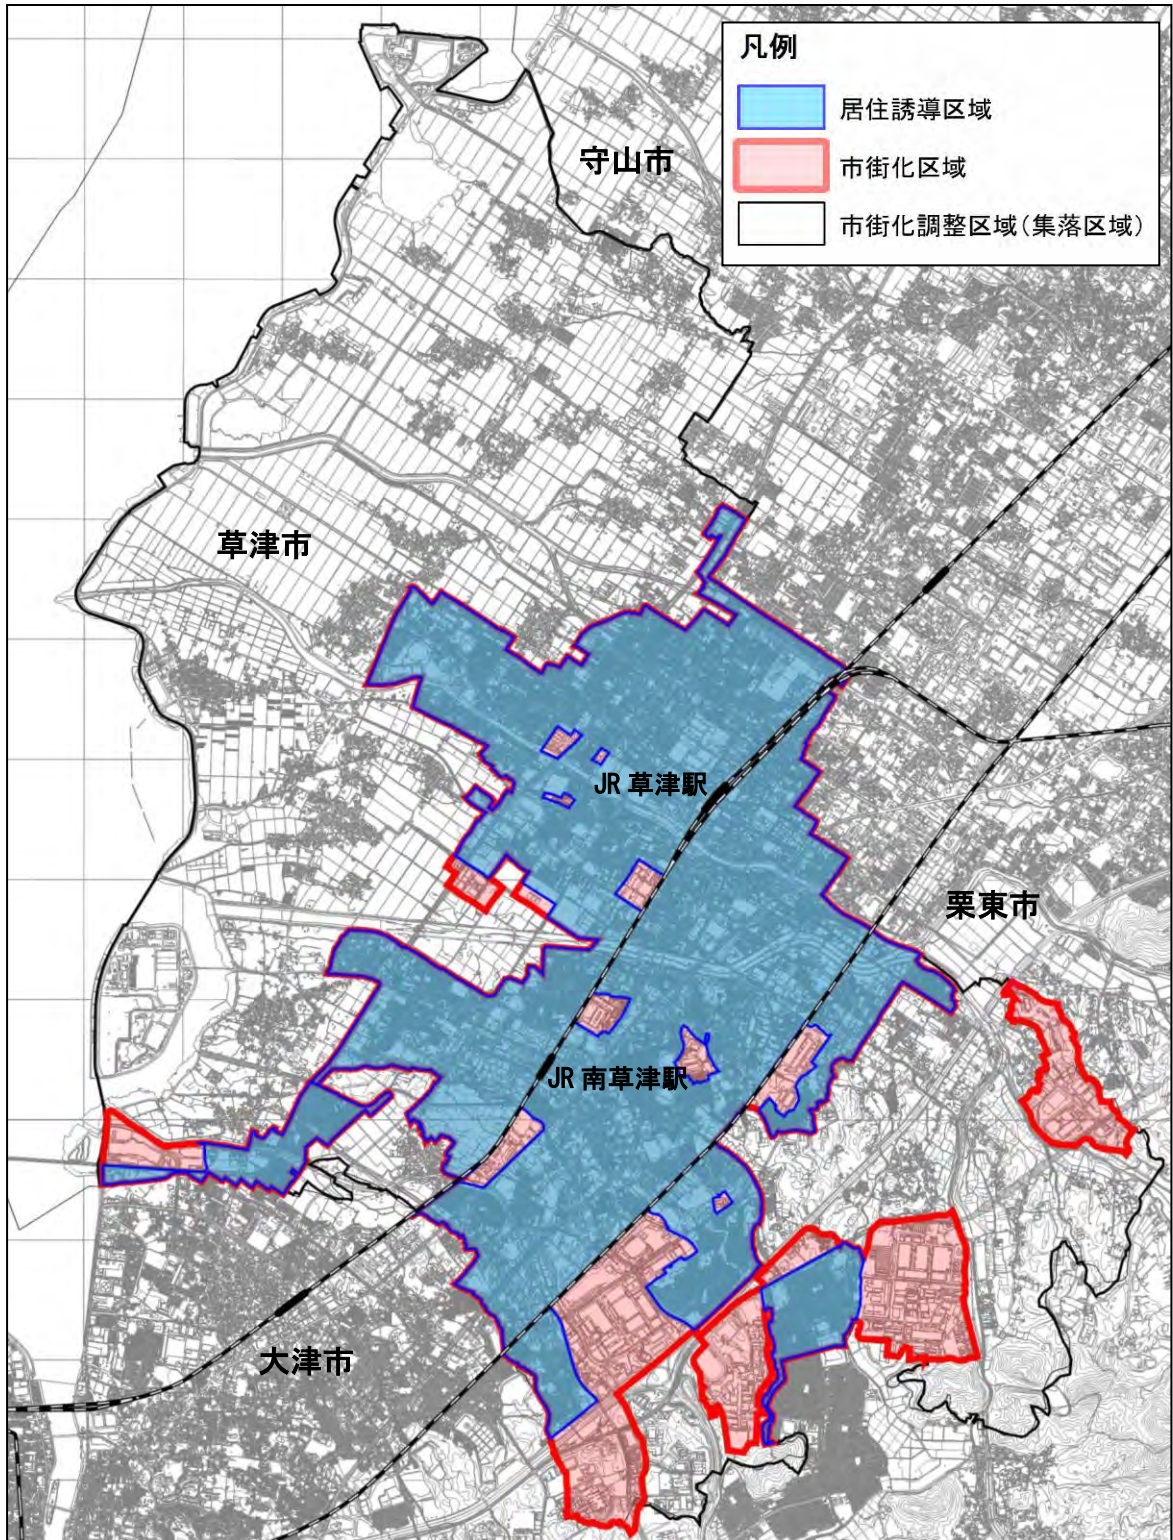 凡例
居住誘導区域
市街化区域
市街化調整区域(集落区域)
守山市
草津市
JR 草津駅
栗東市
JR 南草津駅
大津市